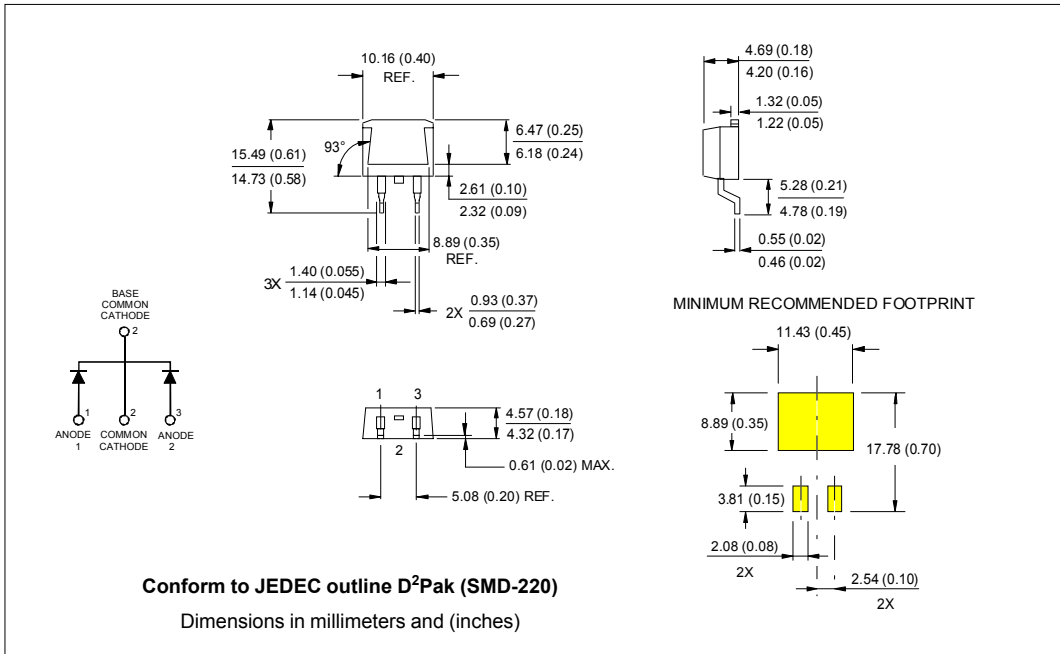 10.16 (0.40)
REF.
4.69 (0.18)
4.20 (0.16)
1.32 (0.05)
1.22 (0.05)
6.47 (0.25)
6.18 (0.24)
15.49 (0.61)
14.73 (0.58)
93°
2.61 (0.10)
2.32 (0.09)
5.28 (0.21)
4.78 (0.19)
8.89 (0.35)
REF.
0.55 (0.02)
0.46 (0.02)
3X
1.40 (0.055)
1.14 (0.045)
2X
0.93 (0.37)
0.69 (0.27)
MINIMUM RECOMMENDED FOOTPRINT
11.43 (0.45)
8.89 (0.35)
17.78 (0.70)
3.81 (0.15)
2.08 (0.08)
2X
2.54 (0.10)
2X
BASE
COMMON
CATHODE
2
1
2
3
ANODE
1
COMMON
CATHODE
ANODE
2
1
3
2
4.57 (0.18)
4.32 (0.17)
0.61 (0.02) MAX.
5.08 (0.20) REF.
Conform to JEDEC outline D²Pak (SMD-220)
Dimensions in millimeters and (inches)